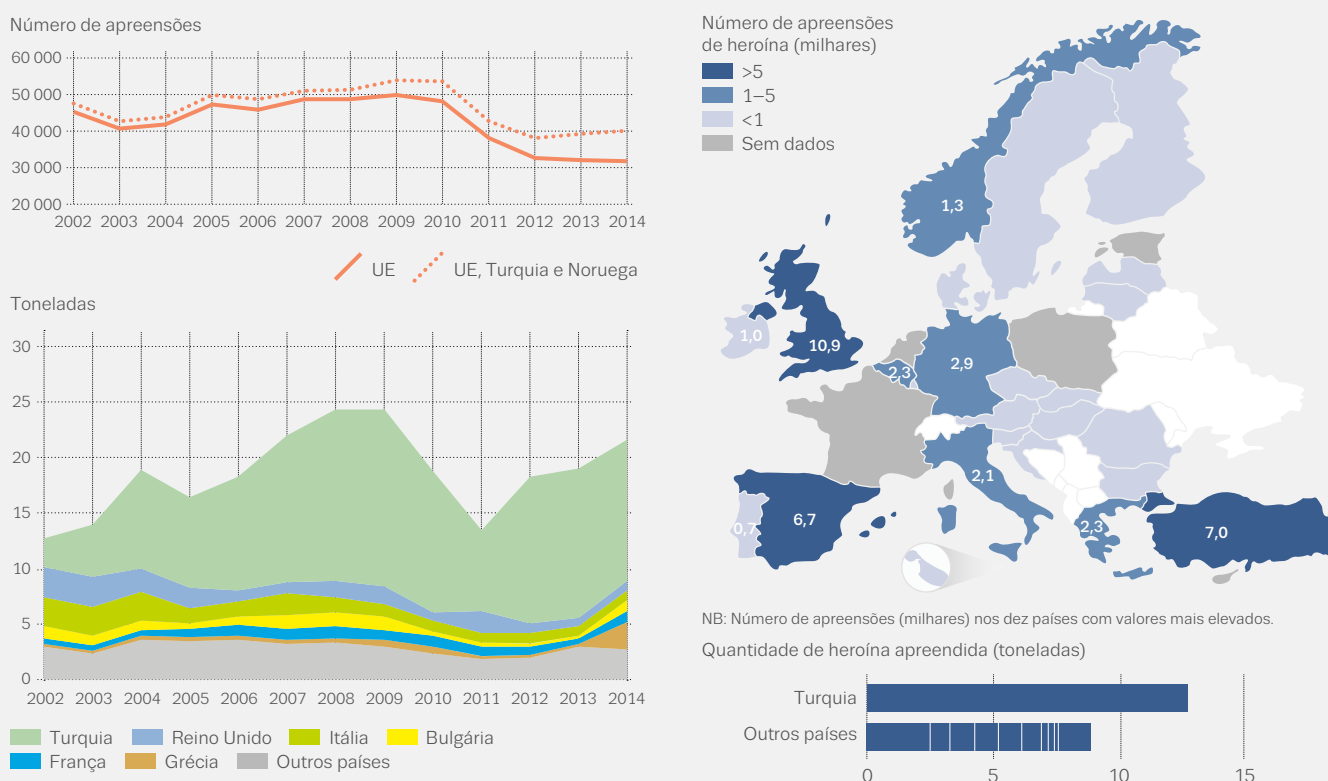 Número de apreensões
60 000
50 000
40 000
30 000
20 000
2002 2003 2004 2005 2006 2007 2008 2009 2010 2011 2012 2013 2014
UE
UE, Turquia e Noruega
Toneladas
30
25
20
15
10
5
0
2002 2003 2004 2005 2006 2007 2008 2009 2010 2011 2012 2013 2014
Turquia Reino Unido Itália Bulgária
França Grécia Outros países
Número de apreensões
de heroína (milhares)
>5
1–5
<1
Sem dados
1,3
1,0
10,9
2,3
2,9
2,1
0,7
6,7
2,3
7,0
NB: Número de apreensões (milhares) nos dez países com valores mais elevados.
Quantidade de heroína apreendida (toneladas)
Turquia
Outros países
0 5 10 15